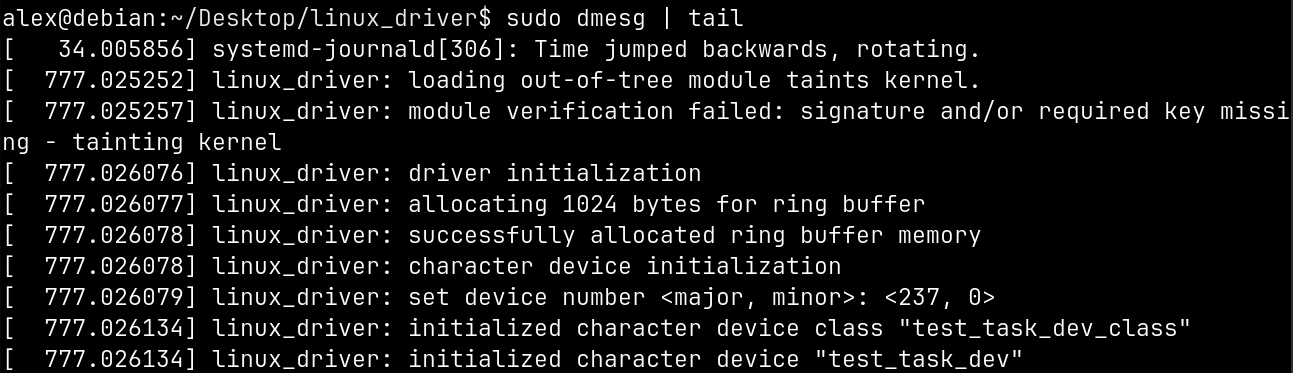 alex@debian:~/Desktop/linux_driver$ sudo dmesg | tail
[   34.005856] systemd-journald[306]: Time jumped backwards, rotating.
[  777.025252] linux_driver: loading out-of-tree module taints kernel.
[  777.025257] linux_driver: module verification failed: signature and/or required key missi
ng - tainting kernel
[  777.026076] linux_driver: driver initialization
[  777.026077] linux_driver: allocating 1024 bytes for ring buffer
[  777.026078] linux_driver: successfully allocated ring buffer memory
[  777.026078] linux_driver: character device initialization
[  777.026079] linux_driver: set device number <major, minor>: <237, 0>
[  777.026134] linux_driver: initialized character device class "test_task_dev_class"
[  777.026134] linux_driver: initialized character device "test_task_dev"